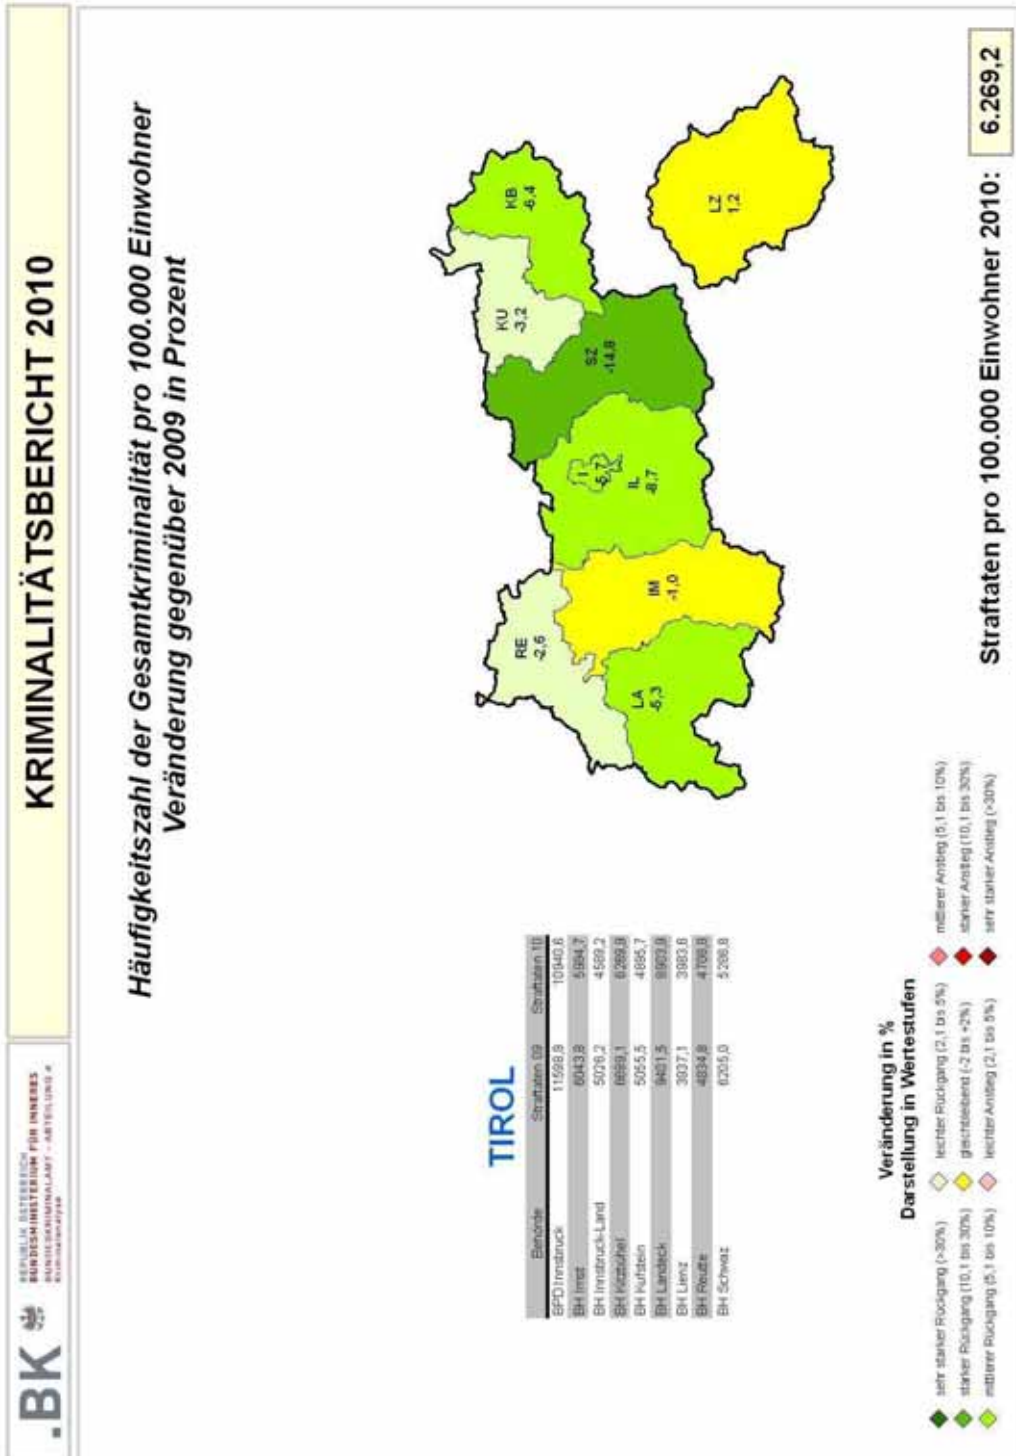 .BK
REPUBLIK ÖSTERREICH
BUNDESMINISTERIUM FÜR INNERES
BUNDESKRIMINALAMT - ABTEILUNG 4
Kriminalanalyse
KRIMINALITÄTSBERICHT 2010
Häufigkeitszahl der Gesamtkriminalität pro 100.000 Einwohner
Veränderung gegenüber 2009 in Prozent
TIROL
Behörde Straftaten 09 Straftaten 10
BPD Innsbruck 11598,8 10940,6
BH Imst 6043,8 5984,7
BH Innsbruck-Land 5026,2 4589,2
BH Kitzbühel 6699,1 6269,9
BH Kufstein 5055,5 4895,7
BH Landeck 9401,5 8903,9
BH Lienz 3937,1 3983,6
BH Reutte 4834,8 4708,8
BH Schwaz 6205,0 5286,8
RE
-2,6
LA
-5,3
IM
-1,0
I
-5,7
IL
-8,7
SZ
-14,8
KU
-3,2
KB
-6,4
LZ
1,2
Veränderung in %
Darstellung in Wertestufen
sehr starker Rückgang (>30%) leichter Rückgang (2,1 bis 5%) mittlerer Anstieg (5,1 bis 10%)
starker Rückgang (10,1 bis 30%) gleichbleibend (-2 bis +2%) starker Anstieg (10,1 bis 30%)
mittlerer Rückgang (5,1 bis 10%) leichter Anstieg (2,1 bis 5%) sehr starker Anstieg (>30%)
Straftaten pro 100.000 Einwohner 2010: 6.269,2